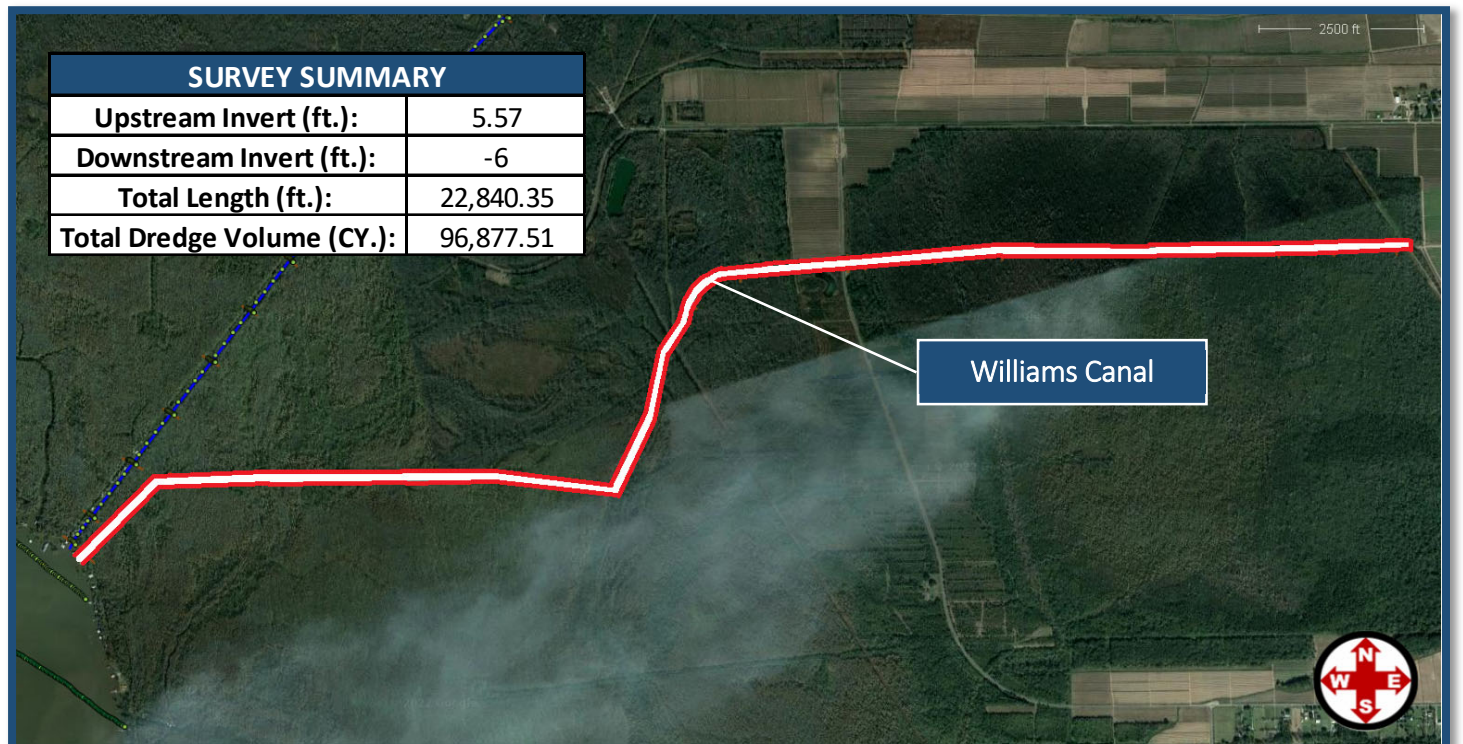 2500 ft
SURVEY SUMMARY
Upstream Invert (ft.): 5.57
Downstream Invert (ft.): -6
Total Length (ft.): 22,840.35
Total Dredge Volume (CY.): 96,877.51
Williams Canal
N
W E
S